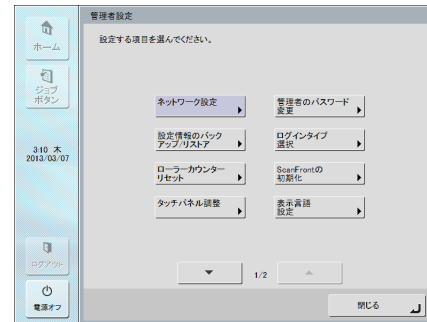 管理者設定
設定する項目を選んでください。
ホーム
ジョブ
ボタン
3:10 木
2013/03/07
ログアウト
電源オフ
ネットワーク設定
管理者のパスワード
変更
設定情報のバック
アップ/リストア
ログインタイプ
選択
ローラーカウンター
リセット
ScanFrontの
初期化
タッチパネル調整
表示言語
設定
1/2
閉じる